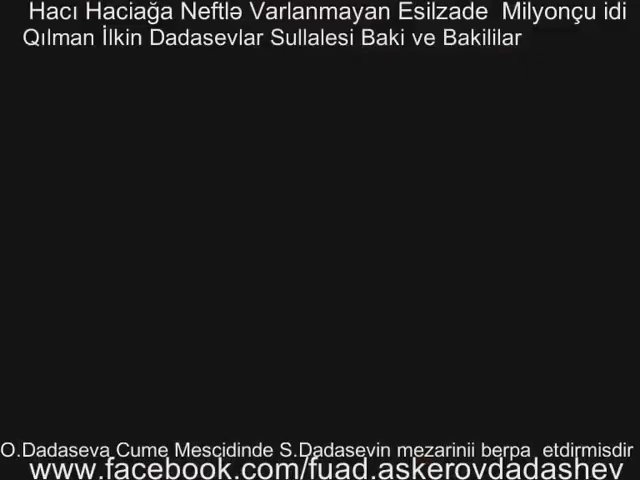 Hacı Haciağa Neftlə Varlanmayan Esilzade Milyonçu idi
Qılman İlkin Dadasevlar Sullalesi Baki ve Bakililar
O.Dadaseva Cume Mescidinde S.Dadasevin mezarinii berpa etdirmisdir
www.facebook.com/fuad.askerovdadashev